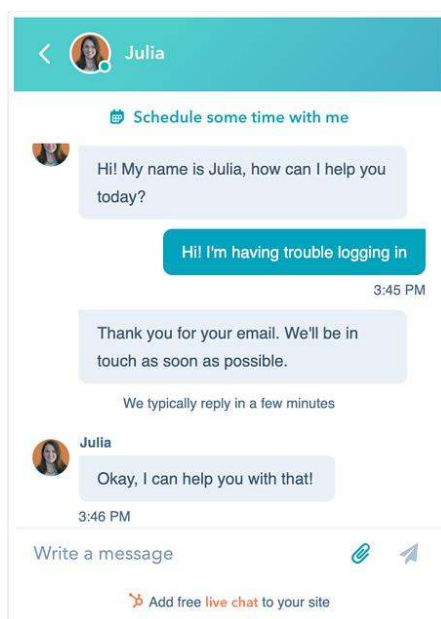 Julia
Schedule some time with me
Hi! My name is Julia, how can I help you
today?
Hi! I'm having trouble logging in
3:45 PM
Thank you for your email. We'll be in
touch as soon as possible.
We typically reply in a few minutes
Julia
Okay, I can help you with that!
3:46 PM
Write a message
Add free live chat to your site